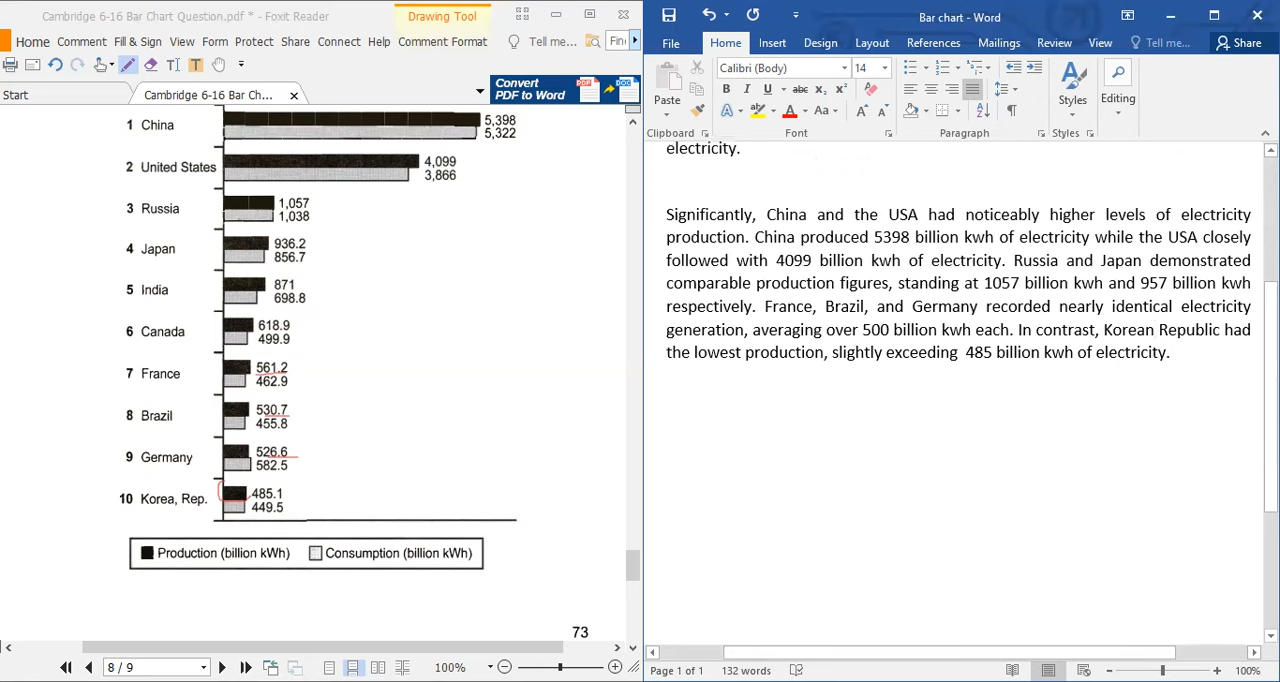 Cambridge 6-16 Bar Chart Question.pdf * - Foxit Reader
Drawing Tool
Home Comment Fill & Sign View Form Protect Share Connect Help Comment Format Tell me...
Start
Cambridge 6-16 Bar Ch...
Convert
PDF to Word
1 China 5,398
5,322
2 United States 4,099
3,866
3 Russia 1,057
1,038
4 Japan 936.2
856.7
5 India 871
698.8
6 Canada 618.9
499.9
7 France 561.2
462.9
8 Brazil 530.7
455.8
9 Germany 526.6
582.5
10 Korea, Rep. 485.1
449.5
Production (billion kWh) Consumption (billion kWh)
73
8 / 9 100%
Bar chart - Word
File Home Insert Design Layout References Mailings Review View Tell me... Share
Calibri (Body) 14
Paste B I U abc x₂ x² Styles Editing
Clipboard Font Paragraph Styles
electricity.
Significantly, China and the USA had noticeably higher levels of electricity
production. China produced 5398 billion kwh of electricity while the USA closely
followed with 4099 billion kwh of electricity. Russia and Japan demonstrated
comparable production figures, standing at 1057 billion kwh and 957 billion kwh
respectively. France, Brazil, and Germany recorded nearly identical electricity
generation, averaging over 500 billion kwh each. In contrast, Korean Republic had
the lowest production, slightly exceeding 485 billion kwh of electricity.
Page 1 of 1 132 words 100%